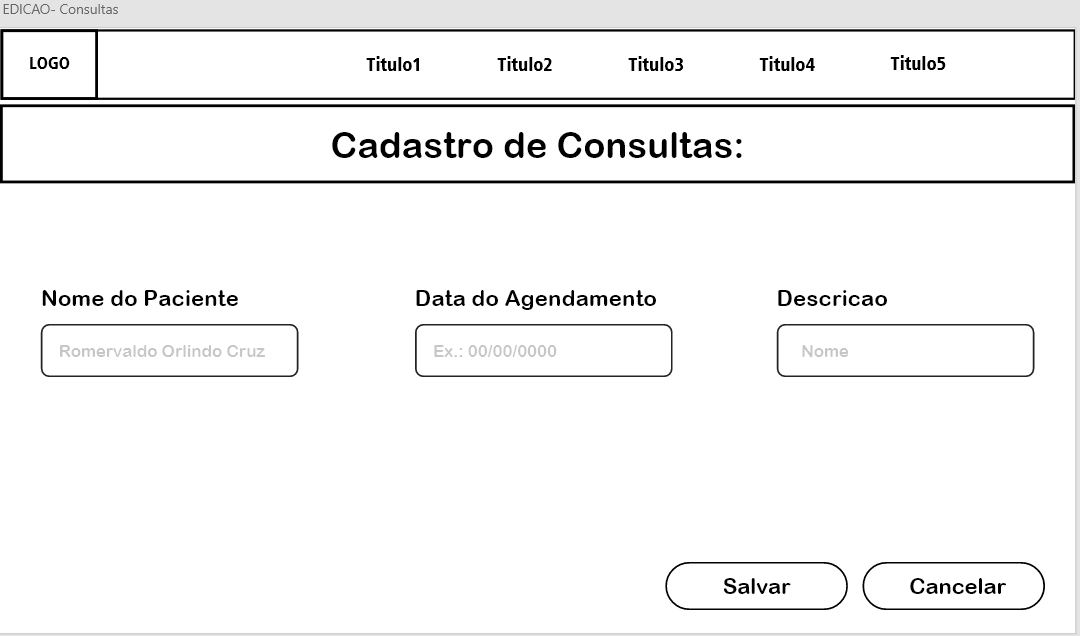 EDICAO- Consultas
LOGO Titulo1 Titulo2 Titulo3 Titulo4 Titulo5
Cadastro de Consultas:
Nome do Paciente Data do Agendamento Descricao
Romervaldo Orlindo Cruz Ex.: 00/00/0000 Nome
Salvar Cancelar